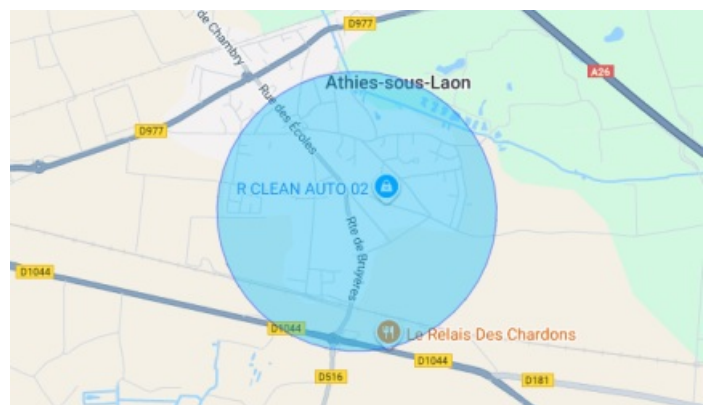 D977
de Chambry
Athies-sous-Laon
A26
Rue des Écoles
D977
R CLEAN AUTO 02
Rte de Bruyères
D1044
D1044
Le Relais Des Chardons
D1044
D516
D181